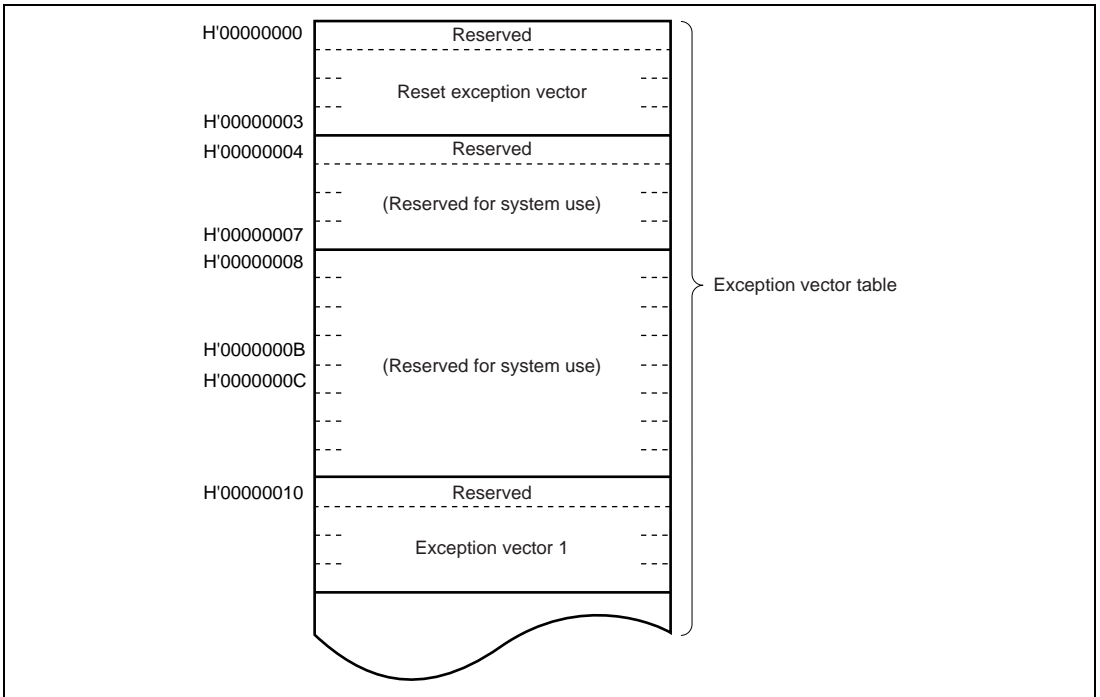 H'00000000
Reserved
Reset exception vector
H'00000003
H'00000004
Reserved
(Reserved for system use)
H'00000007
H'00000008
Exception vector table
H'0000000B
(Reserved for system use)
H'0000000C
H'00000010
Reserved
Exception vector 1